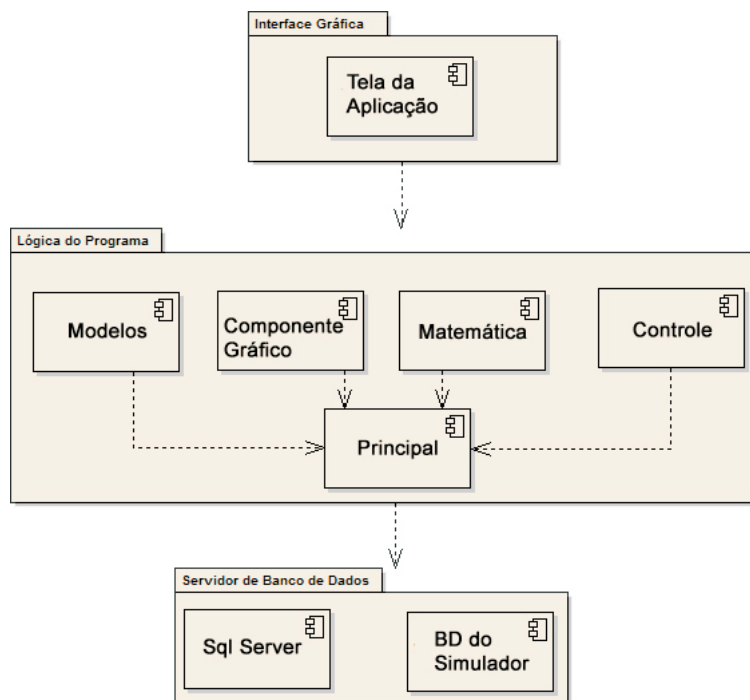 Interface Gráfica
Tela da
Aplicação
Lógica do Programa
Modelos
Componente
Gráfico
Matemática
Controle
Principal
Servidor de Banco de Dados
Sql Server
BD do
Simulador